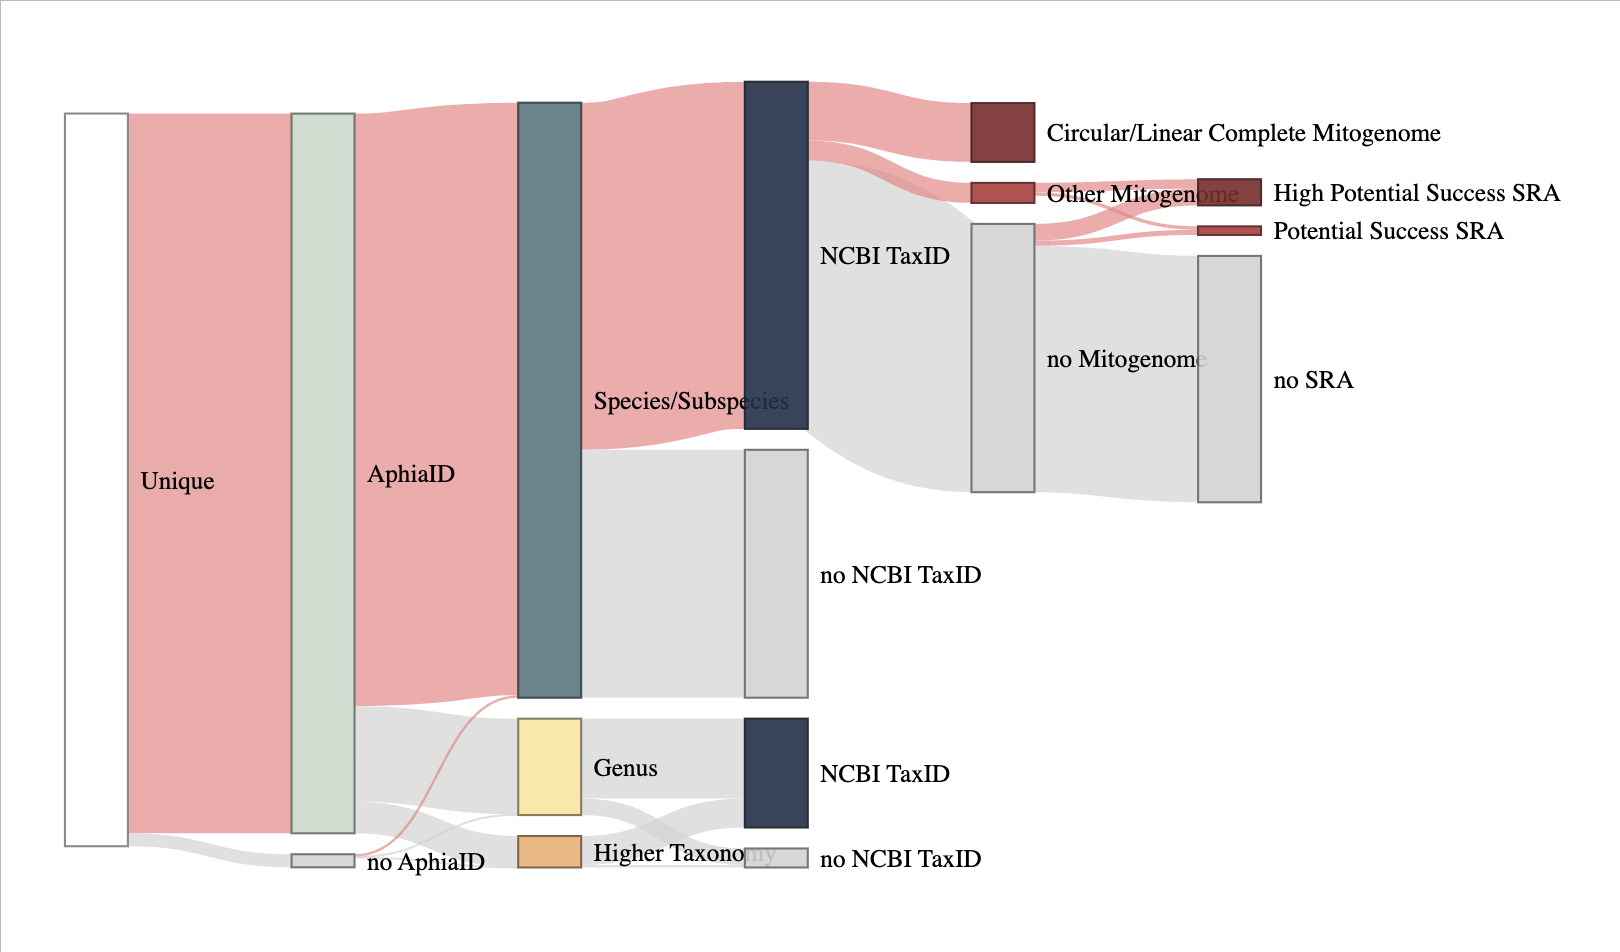 Unique
AphiaID
no AphiaID
Species/Subspecies
Genus
Higher Taxonomy
NCBI TaxID
no NCBI TaxID
NCBI TaxID
no NCBI TaxID
Circular/Linear Complete Mitogenome
Other Mitogenome
no Mitogenome
High Potential Success SRA
Potential Success SRA
no SRA